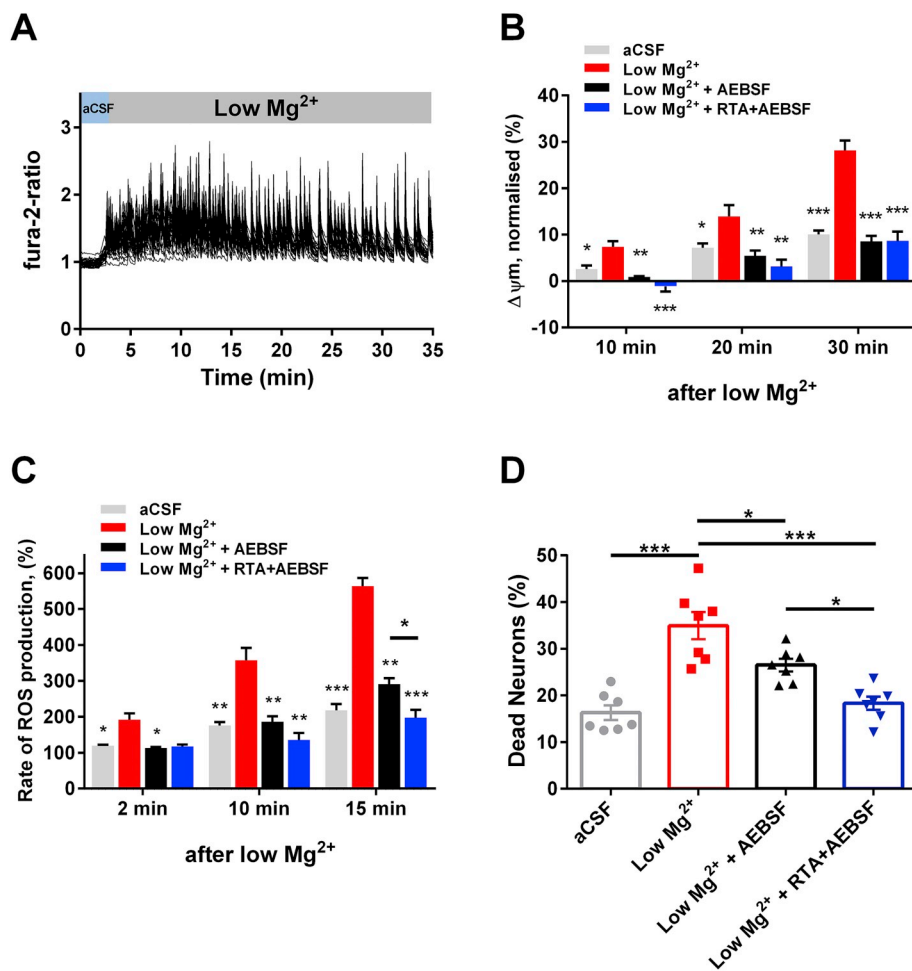 A
aCSF
Low Mg²⁺
fura-2-ratio
3
2
1
0
0
5
10
15
20
25
30
35
Time (min)
B
aCSF
Low Mg²⁺
Low Mg²⁺ + AEBSF
Low Mg²⁺ + RTA+AEBSF
Δψm, normalised (%)
40
30
20
10
0
-10
*
**
***
*
**
**
***
***
***
10 min
20 min
30 min
after low Mg²⁺
C
aCSF
Low Mg²⁺
Low Mg²⁺ + AEBSF
Low Mg²⁺ + RTA+AEBSF
Rate of ROS production, (%)
600
500
400
300
200
100
0
*
*
**
**
**
***
**
*
***
2 min
10 min
15 min
after low Mg²⁺
D
Dead Neurons (%)
50
40
30
20
10
0
*
***
***
*
aCSF
Low Mg²⁺
Low Mg²⁺ + AEBSF
Low Mg²⁺ + RTA+AEBSF